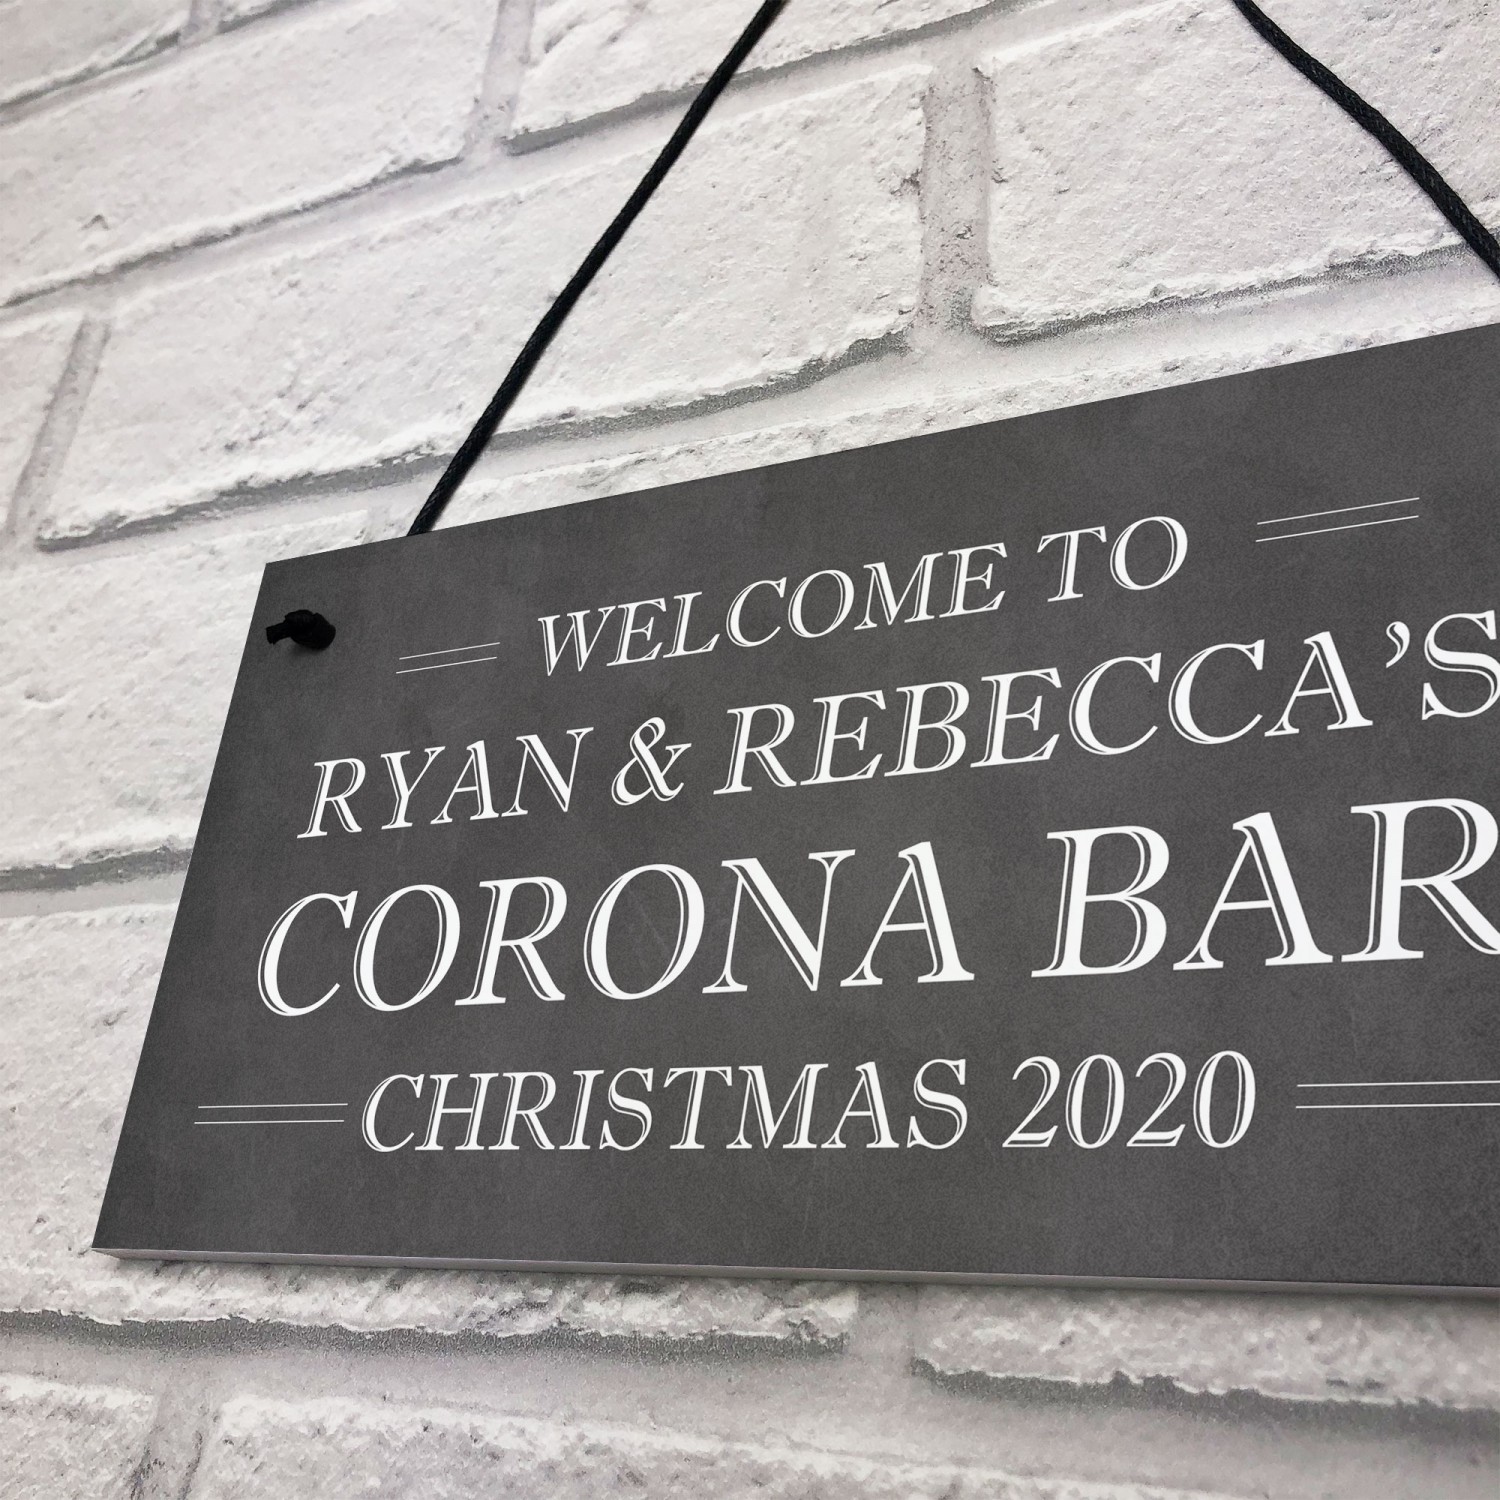 WELCOME TO
RYAN & REBECCA'S
CORONA BAR
CHRISTMAS 2020